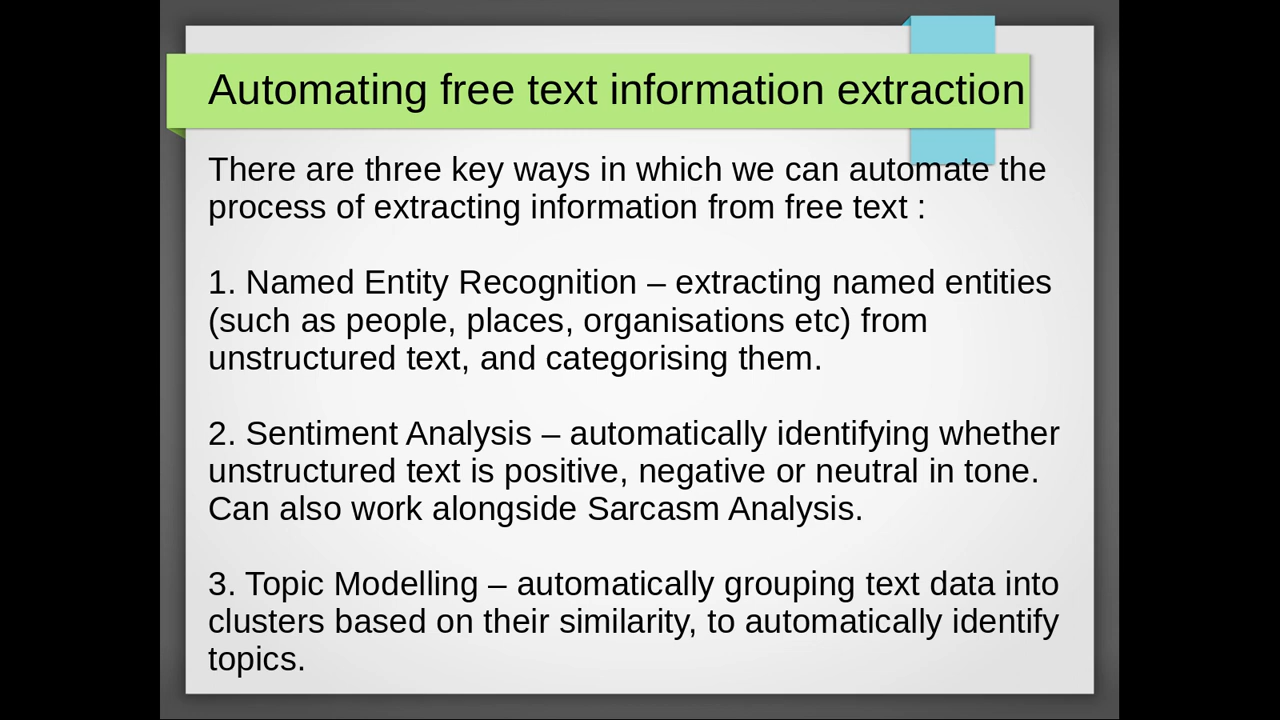 Automating free text information extraction
There are three key ways in which we can automate the
process of extracting information from free text :
1. Named Entity Recognition – extracting named entities
(such as people, places, organisations etc) from
unstructured text, and categorising them.
2. Sentiment Analysis – automatically identifying whether
unstructured text is positive, negative or neutral in tone.
Can also work alongside Sarcasm Analysis.
3. Topic Modelling – automatically grouping text data into
clusters based on their similarity, to automatically identify
topics.